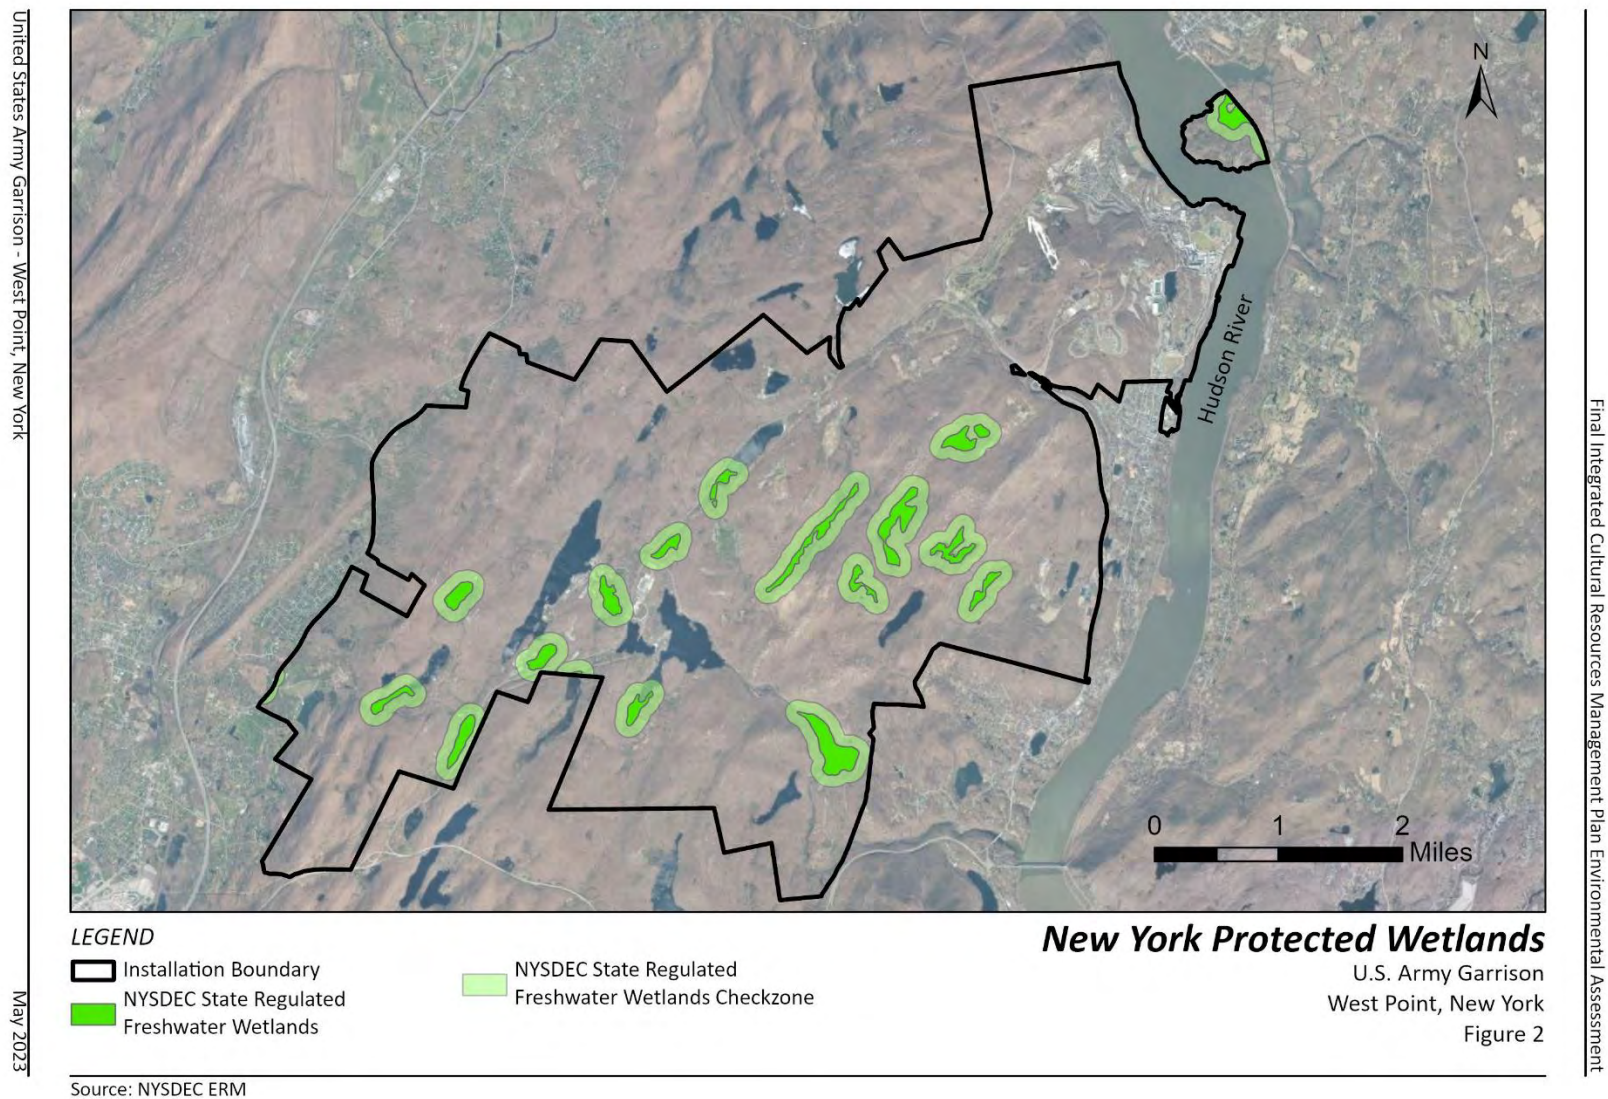 United States Army Garrison - West Point, New York
May 2023
Final Integrated Cultural Resources Management Plan Environmental Assessment
N
Hudson River
0 1 2
Miles
LEGEND
Installation Boundary
NYSDEC State Regulated
Freshwater Wetlands
NYSDEC State Regulated
Freshwater Wetlands Checkzone
New York Protected Wetlands
U.S. Army Garrison
West Point, New York
Figure 2
Source: NYSDEC ERM